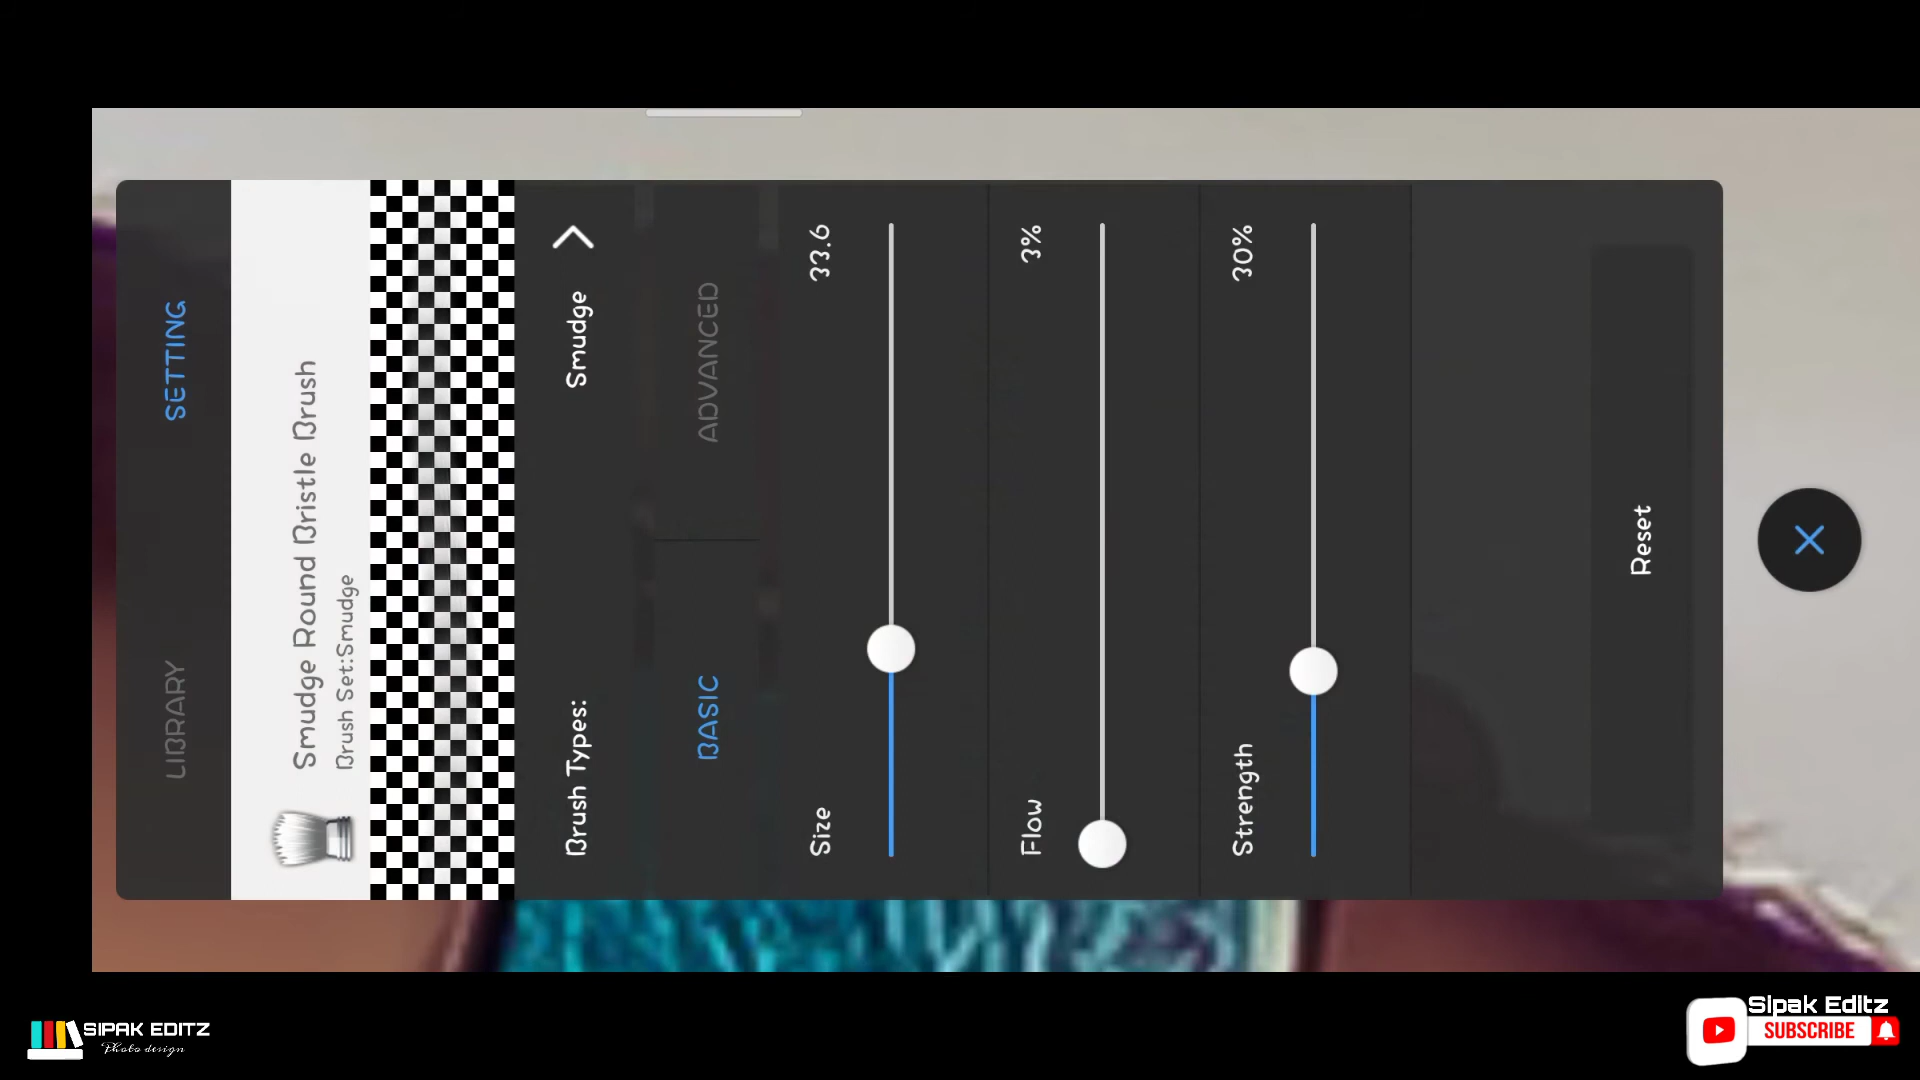 LIBRARY SETTING
Smudge Round Bristle Brush
Brush Set:Smudge
Brush Types: Smudge
BASIC ADVANCED
Size 33.6
Flow 3%
Strength 30%
Reset
SIPAK EDITZ
Photo design
Sipak Editz
SUBSCRIBE